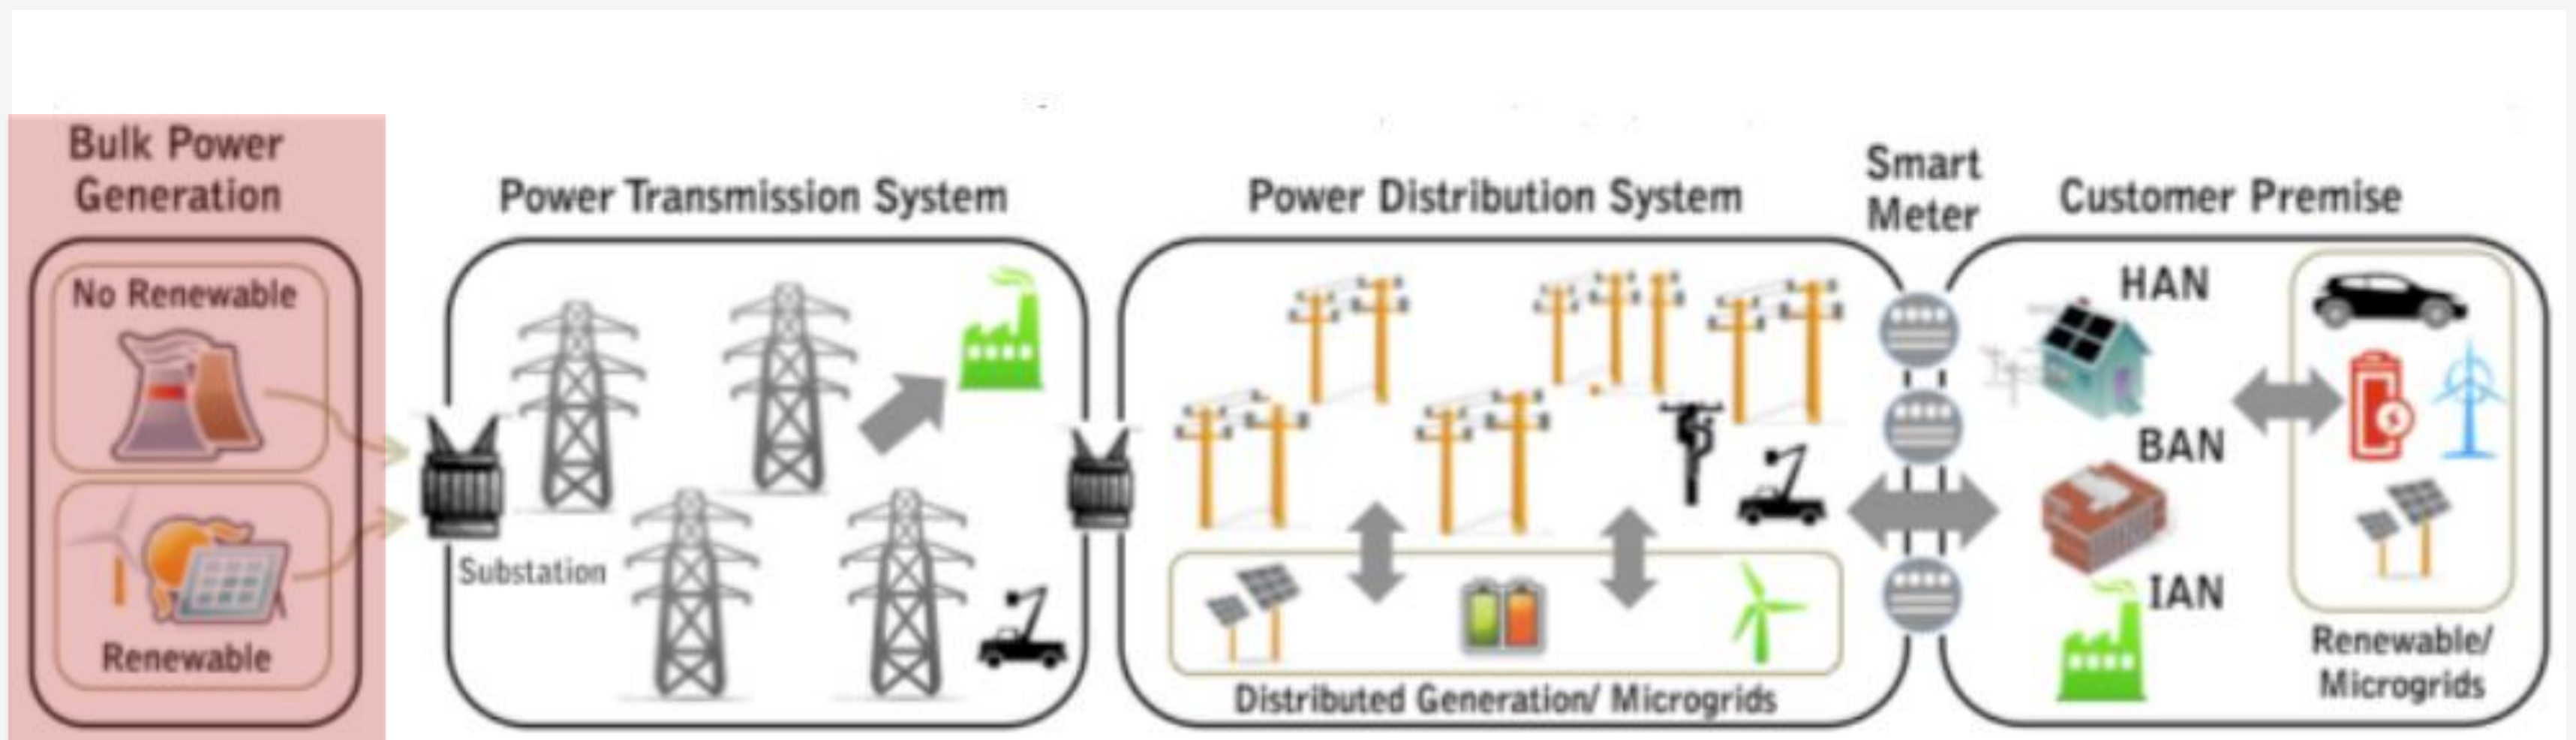 Bulk Power
Generation
No Renewable
Renewable
Power Transmission System
Substation
Power Distribution System
Distributed Generation/ Microgrids
Smart
Meter
Customer Premise
HAN
BAN
IAN
Renewable/
Microgrids